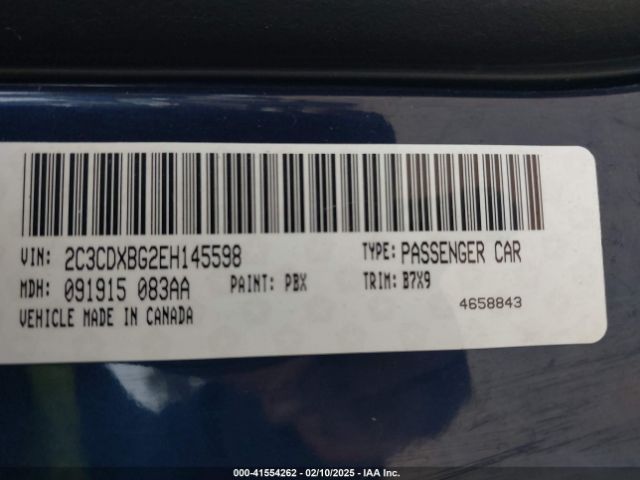 VIN: 2C3CDXBG2EH145598 TYPE: PASSENGER CAR
MDH: 091915 083AA PAINT: PBX TRIM: B7X9
4658843
VEHICLE MADE IN CANADA
000-41554262 - 02/10/2025 - IAA Inc.